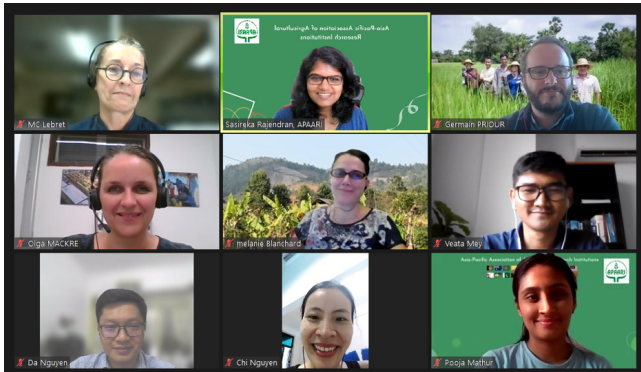 Asia-Pacific Association of Agricultural
Research Institutions
APAARI
MC Lebret
Sasireka Rajendran, APAARI
Germain PRIOUR
Olga MACKRE
melanie Blanchard
Veata Mey
Asia-Pacific Association of
Institutions
APAARI
Da Nguyen
Chi Nguyen
Pooja Mathur